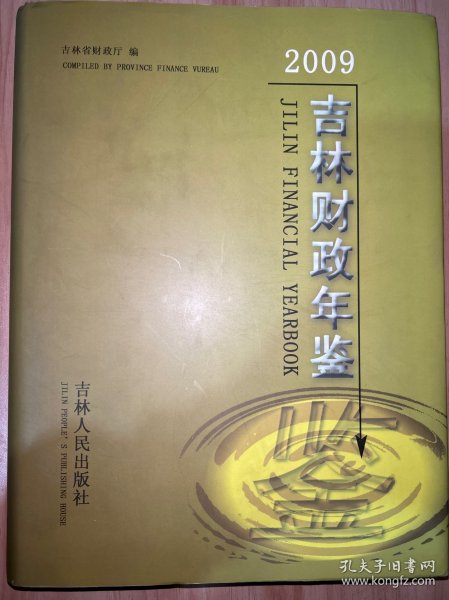 吉林省财政厅 编
COMPILED BY PROVINCE FINANCE VUREAU
2009
吉林财政年鉴
JILIN FINANCIAL YEARBOOK
鉴
吉林人民出版社
JILIN PEOPLE'S PUBLISHING HOUSE
孔夫子旧书网
www.kongfz.com